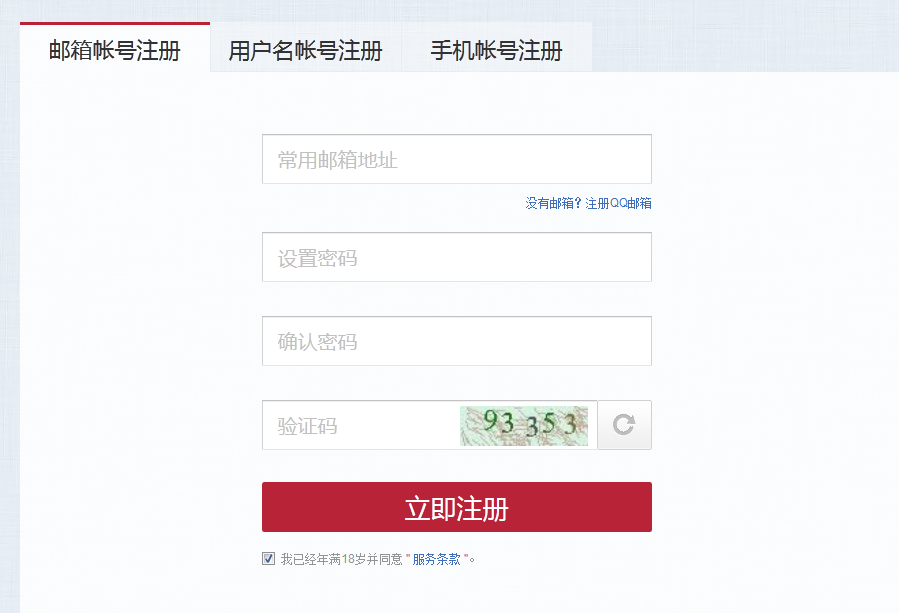 邮箱帐号注册 用户名帐号注册 手机帐号注册
常用邮箱地址
没有邮箱？注册QQ邮箱
设置密码
确认密码
验证码 93353
立即注册
我已经年满18岁并同意 " 服务条款 "。